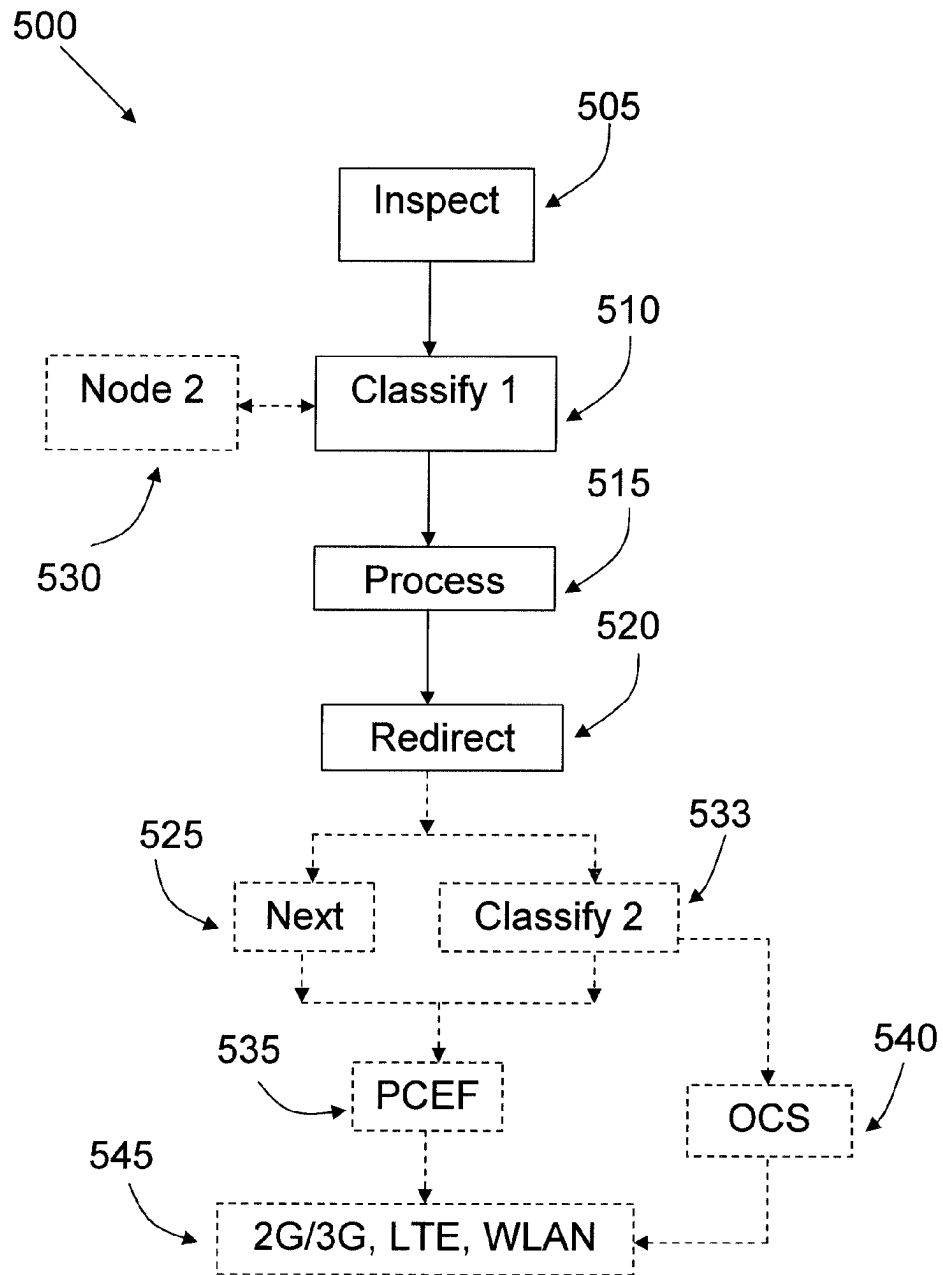 500
505
Inspect
510
Node 2
Classify 1
515
530
Process
520
Redirect
533
525
Next
Classify 2
535
540
PCEF
OCS
545
2G/3G, LTE, WLAN